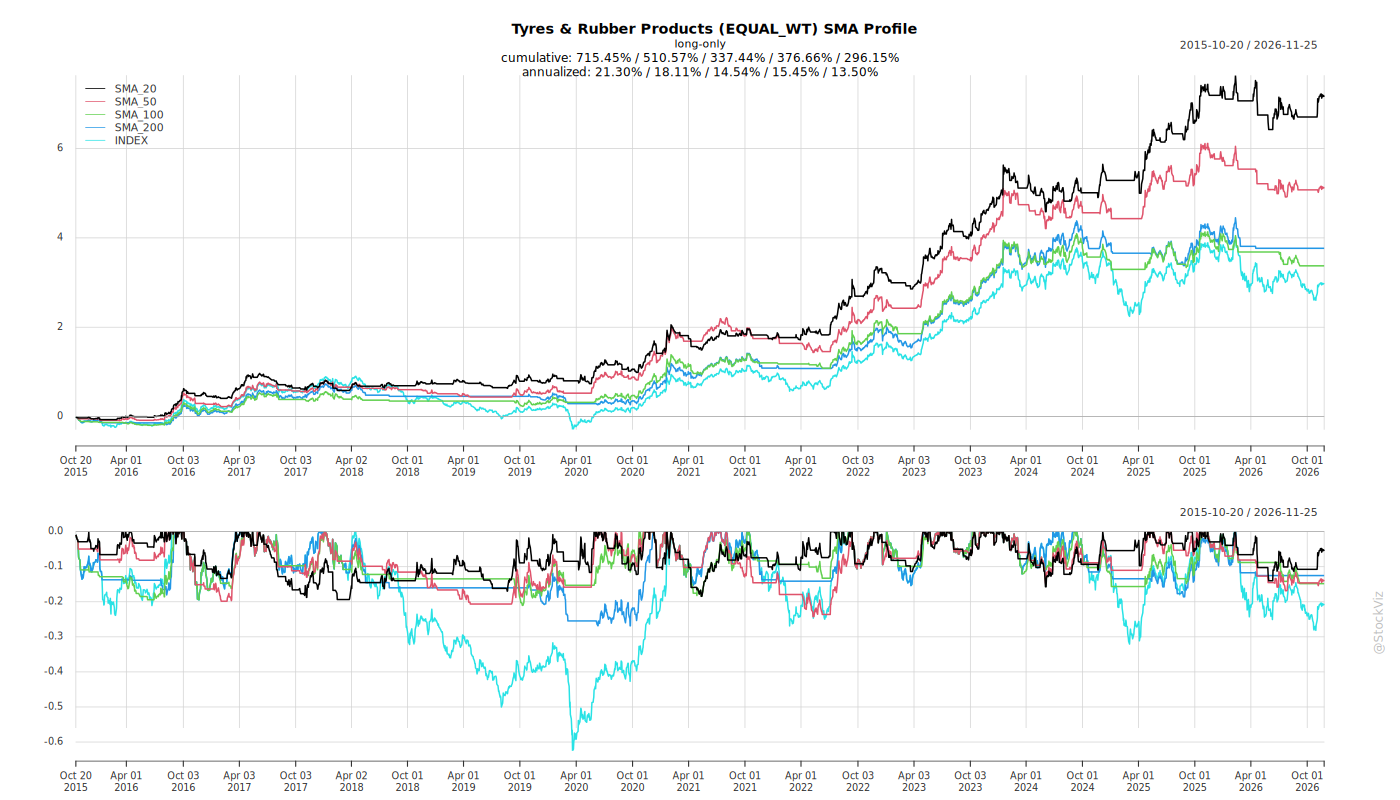 Tyres & Rubber Products (EQUAL_WT) SMA Profile
long-only
2015-10-20 / 2026-11-25
cumulative: 715.45% / 510.57% / 337.44% / 376.66% / 296.15%
annualized: 21.30% / 18.11% / 14.54% / 15.45% / 13.50%
SMA_20
SMA_50
SMA_100
SMA_200
INDEX
6
4
2
0
Oct 20 Apr 01 Oct 03 Apr 03 Oct 03 Apr 02 Oct 01 Apr 01 Oct 01 Apr 01 Oct 01 Apr 01 Oct 01 Apr 01 Oct 03 Apr 03 Oct 03 Apr 01 Oct 01 Apr 01 Oct 01 Apr 01 Oct 01
2015 2016 2016 2017 2017 2018 2018 2019 2019 2020 2020 2021 2021 2022 2022 2023 2023 2024 2024 2025 2025 2026 2026
2015-10-20 / 2026-11-25
0.0
-0.1
-0.2
-0.3
-0.4
-0.5
-0.6
Oct 20 Apr 01 Oct 03 Apr 03 Oct 03 Apr 02 Oct 01 Apr 01 Oct 01 Apr 01 Oct 01 Apr 01 Oct 01 Apr 01 Oct 03 Apr 03 Oct 03 Apr 01 Oct 01 Apr 01 Oct 01 Apr 01 Oct 01
2015 2016 2016 2017 2017 2018 2018 2019 2019 2020 2020 2021 2021 2022 2022 2023 2023 2024 2024 2025 2025 2026 2026
@StockViz